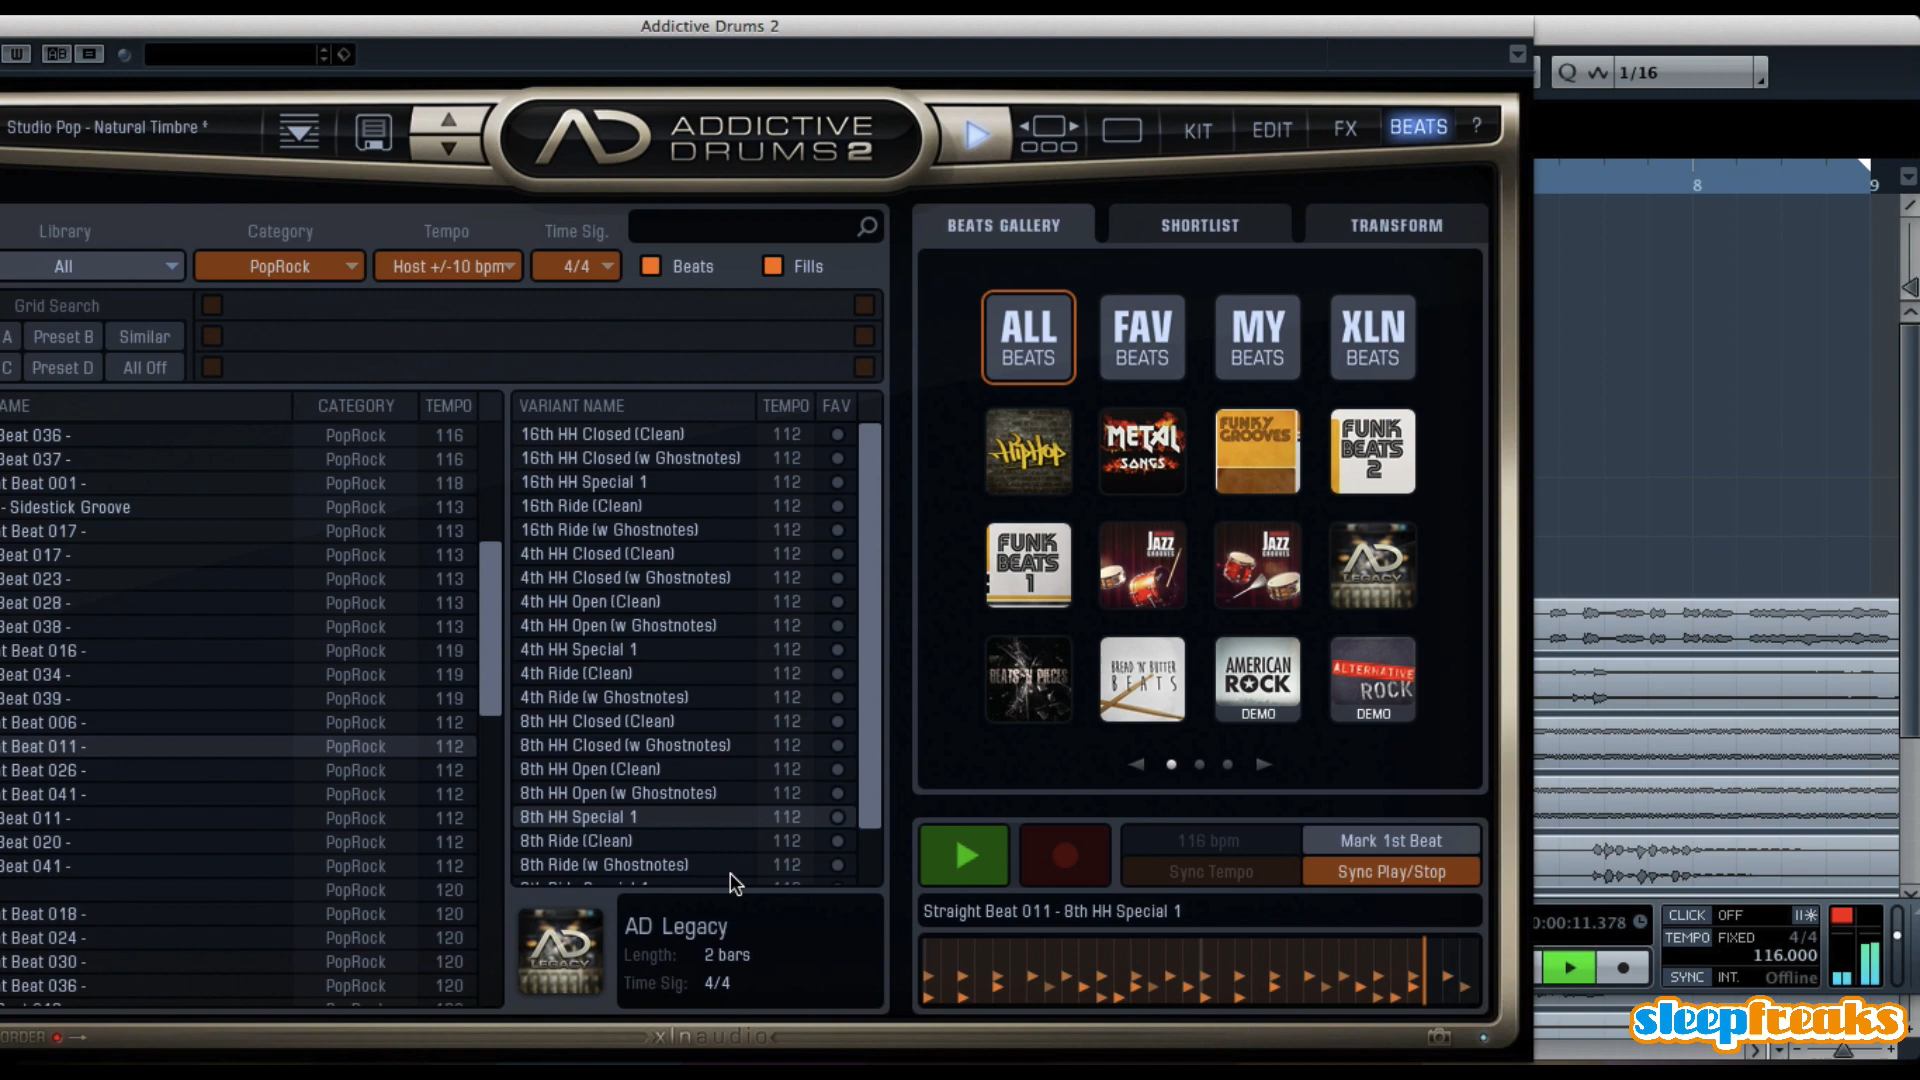 Addictive Drums 2
Q 1/16
Studio Pop - Natural Timbre *
ADDICTIVE
DRUMS 2
KIT
EDIT
FX
BEATS
?
8
9
Library
Category
Tempo
Time Sig.
All
PopRock
Host +/-10 bpm
4/4
Beats
Fills
Grid Search
A
Preset B
Similar
C
Preset D
All Off
AME CATEGORY TEMPO
Beat 036 - PopRock 116
Beat 037 - PopRock 116
t Beat 001 - PopRock 118
- Sidestick Groove PopRock 113
t Beat 017 - PopRock 113
Beat 017 - PopRock 113
Beat 023 - PopRock 113
Beat 028 - PopRock 113
Beat 038 - PopRock 113
t Beat 016 - PopRock 119
Beat 034 - PopRock 119
Beat 039 - PopRock 119
t Beat 006 - PopRock 112
t Beat 011 - PopRock 112
t Beat 026 - PopRock 112
t Beat 041 - PopRock 112
Beat 011 - PopRock 112
Beat 020 - PopRock 112
Beat 041 - PopRock 112
PopRock 120
t Beat 018 - PopRock 120
t Beat 024 - PopRock 120
t Beat 030 - PopRock 120
t Beat 036 - PopRock 120
VARIANT NAME TEMPO FAV
16th HH Closed (Clean) 112
16th HH Closed (w Ghostnotes) 112
16th HH Special 1 112
16th Ride (Clean) 112
16th Ride (w Ghostnotes) 112
4th HH Closed (Clean) 112
4th HH Closed (w Ghostnotes) 112
4th HH Open (Clean) 112
4th HH Open (w Ghostnotes) 112
4th HH Special 1 112
4th Ride (Clean) 112
4th Ride (w Ghostnotes) 112
8th HH Closed (Clean) 112
8th HH Closed (w Ghostnotes) 112
8th HH Open (Clean) 112
8th HH Open (w Ghostnotes) 112
8th HH Special 1 112
8th Ride (Clean) 112
8th Ride (w Ghostnotes) 112
AD LEGACY
AD Legacy
Length: 2 bars
Time Sig: 4/4
BEATS GALLERY
SHORTLIST
TRANSFORM
ALL BEATS
FAV BEATS
MY BEATS
XLN BEATS
HIPHOP
METAL SONGS
FUNKY GROOVES
FUNK BEATS 2
FUNK BEATS 1
JAZZ
JAZZ
AD LEGACY
BEATS 'N' PIECES
BREAD 'N' BUTTER BEATS
AMERICAN ROCK
DEMO
ALTERNATIVE ROCK
DEMO
116 bpm
Mark 1st Beat
Sync Tempo
Sync Play/Stop
Straight Beat 011 - 8th HH Special 1
ORDER
xlnaudio
0:00:11.378
CLICK OFF
TEMPO FIXED 4/4
116.000
SYNC INT. Offline
sleepfreaks